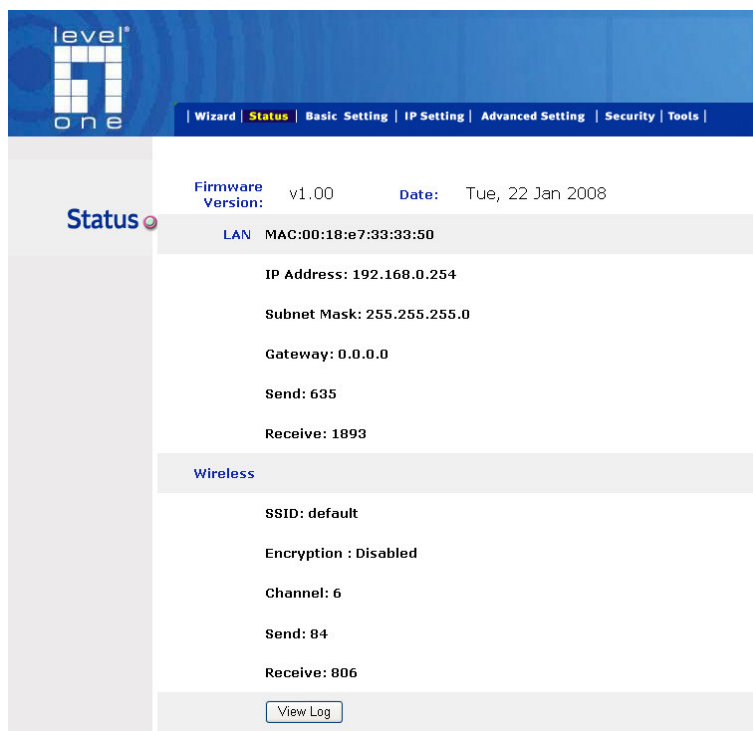 level®
one
| Wizard | Status | Basic Setting | IP Setting | Advanced Setting | Security | Tools |
Status
Firmware Version: v1.00 Date: Tue, 22 Jan 2008
LAN MAC:00:18:e7:33:33:50
IP Address: 192.168.0.254
Subnet Mask: 255.255.255.0
Gateway: 0.0.0.0
Send: 635
Receive: 1893
Wireless
SSID: default
Encryption : Disabled
Channel: 6
Send: 84
Receive: 806
View Log